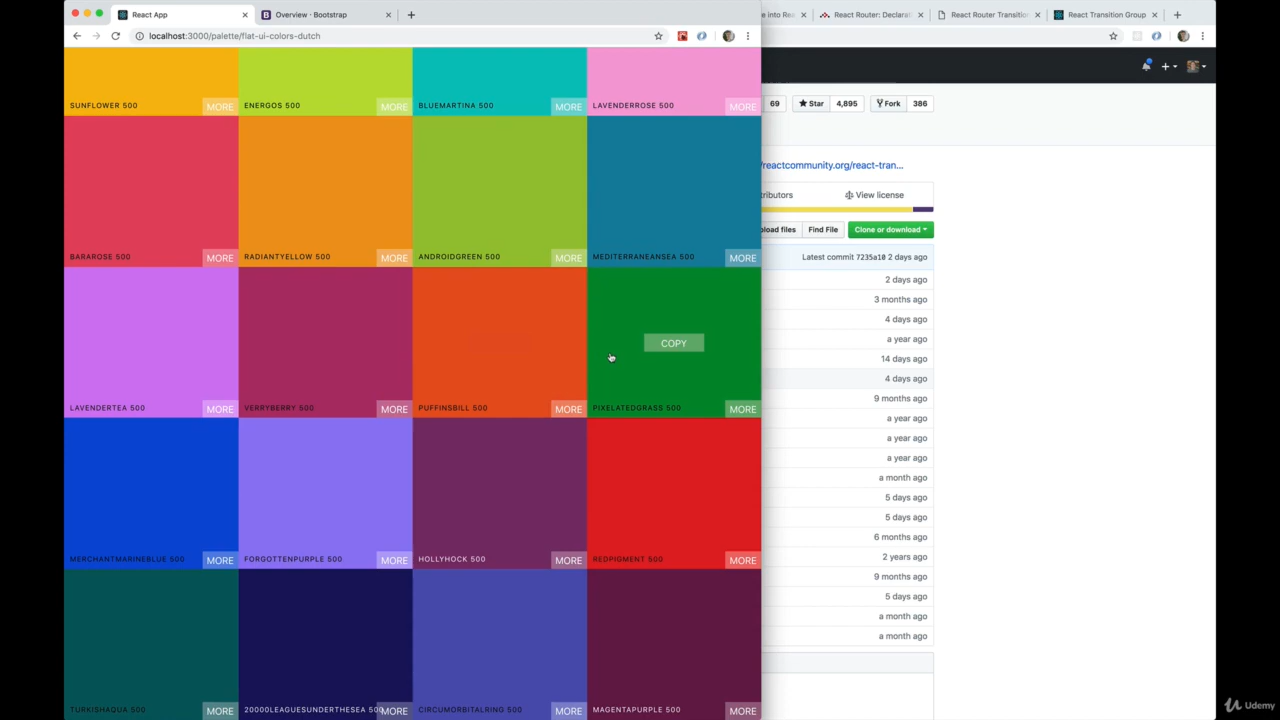 React App
Overview · Bootstrap
e into Rea
React Router: Declara
React Router Transition
React Transition Group
localhost:3000/palette/flat-ui-colors-dutch
69 Star 4,895 Fork 386
/reactcommunity.org/react-tran...
tributors View license
pload files Find File Clone or download
Latest commit 7235a10 2 days ago
2 days ago
3 months ago
4 days ago
a year ago
14 days ago
4 days ago
9 months ago
a year ago
a year ago
a year ago
a month ago
5 days ago
5 days ago
6 months ago
2 years ago
9 months ago
5 days ago
a month ago
a month ago
SUNFLOWER 500 MORE ENERGOS 500 MORE BLUEMARTINA 500 MORE LAVENDERROSE 500 MORE
BARAROSE 500 MORE RADIANTYELLOW 500 MORE ANDROIDGREEN 500 MORE MEDITERRANEANSEA 500 MORE
COPY
LAVENDERTEA 500 MORE VERRYBERRY 500 MORE PUFFINSBILL 500 MORE PIXELATEDGRASS 500 MORE
MERCHANTMARINEBLUE 500 MORE FORGOTTENPURPLE 500 MORE HOLLYHOCK 500 MORE REDPIGMENT 500 MORE
TURKISHAQUA 500 MORE 20000LEAGUESUNDERTHESEA 500 MORE CIRCUMORBITALRING 500 MORE MAGENTAPURPLE 500 MORE
Udemy